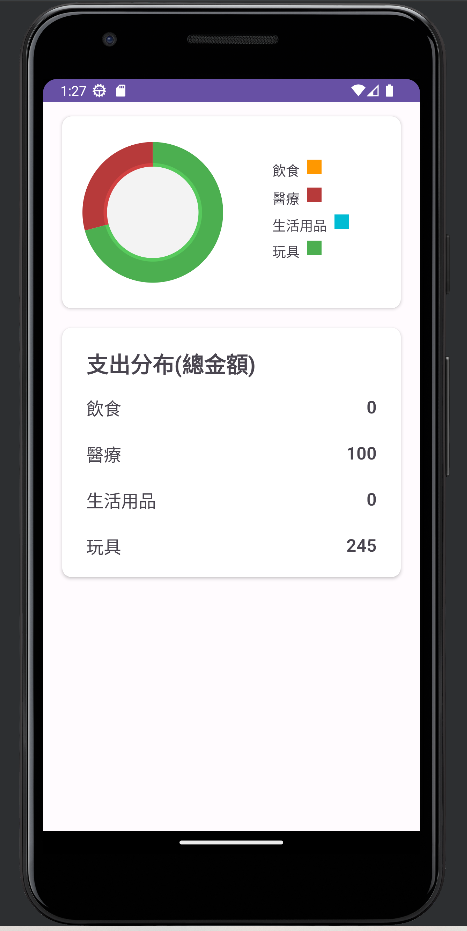 1:27
飲食
醫療
生活用品
玩具
支出分布(總金額)
飲食 0
醫療 100
生活用品 0
玩具 245